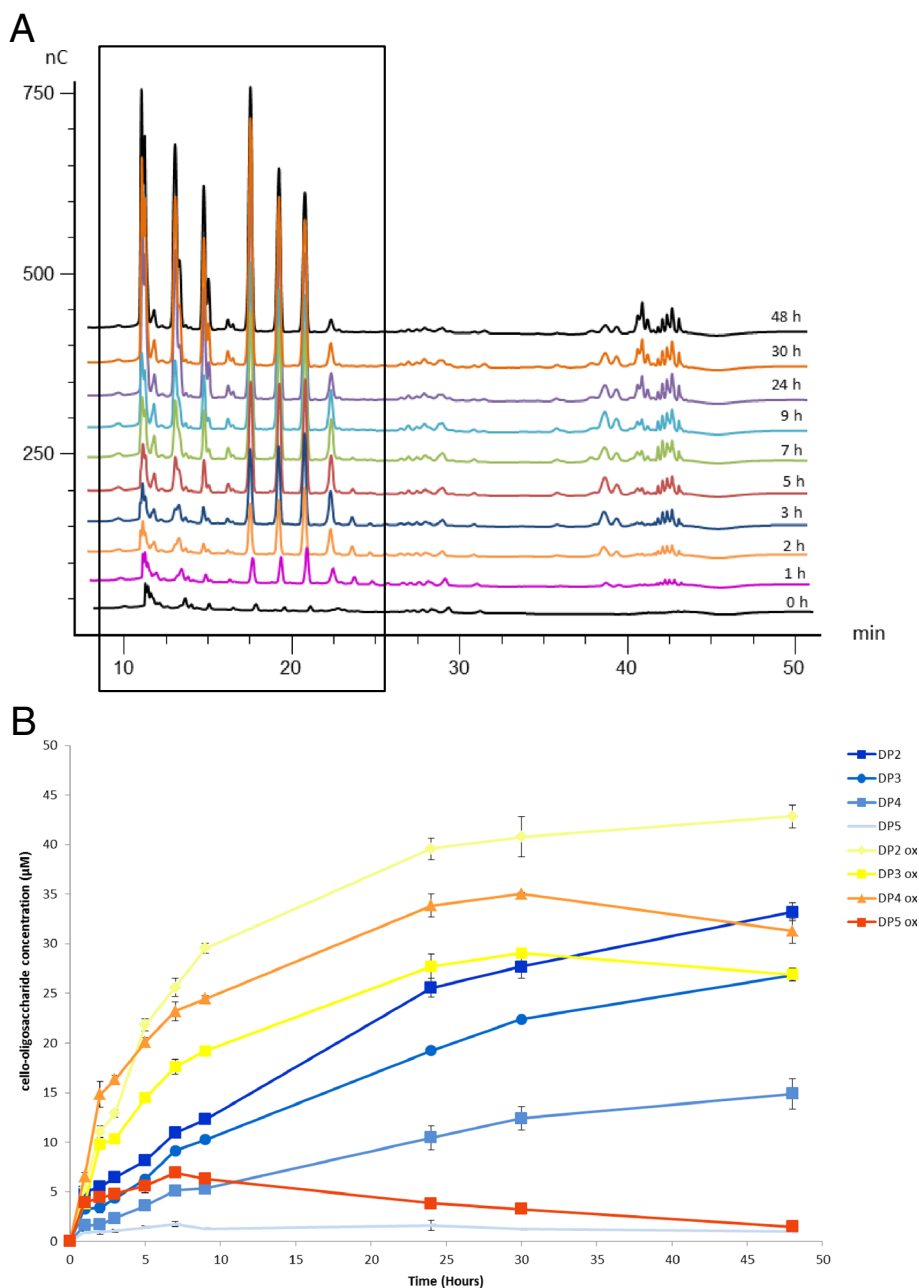 A
nC
750
500
250
48 h
30 h
24 h
9 h
7 h
5 h
3 h
2 h
1 h
0 h
min
10 20 30 40 50
B
cello-oligosaccharide concentration (µM)
50
45
40
35
30
25
20
15
10
5
0
0 5 10 15 20 25 30 35 40 45 50
Time (Hours)
DP2
DP3
DP4
DP5
DP2 ox
DP3 ox
DP4 ox
DP5 ox